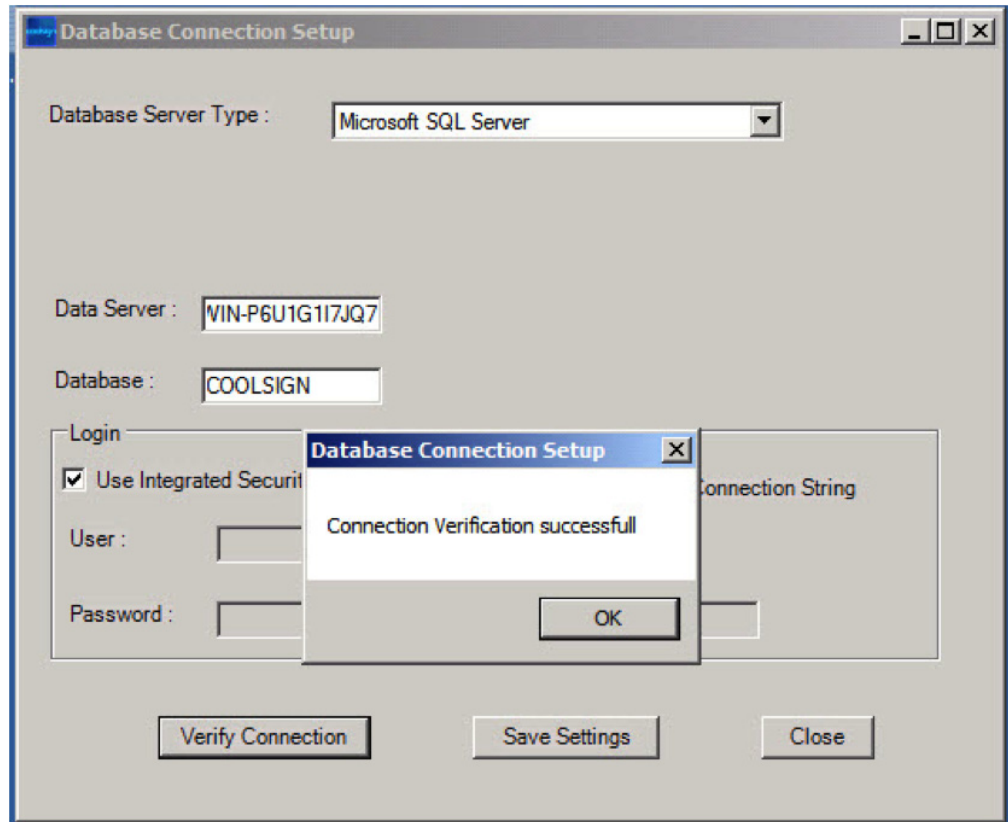 Database Connection Setup
Database Server Type :
Microsoft SQL Server
Data Server :
WIN-P6U1G1I7JQ7
Database :
COOLSIGN
Login
Use Integrated Securit
Connection String
User :
Password :
Database Connection Setup
Connection Verification successfull
OK
Verify Connection
Save Settings
Close